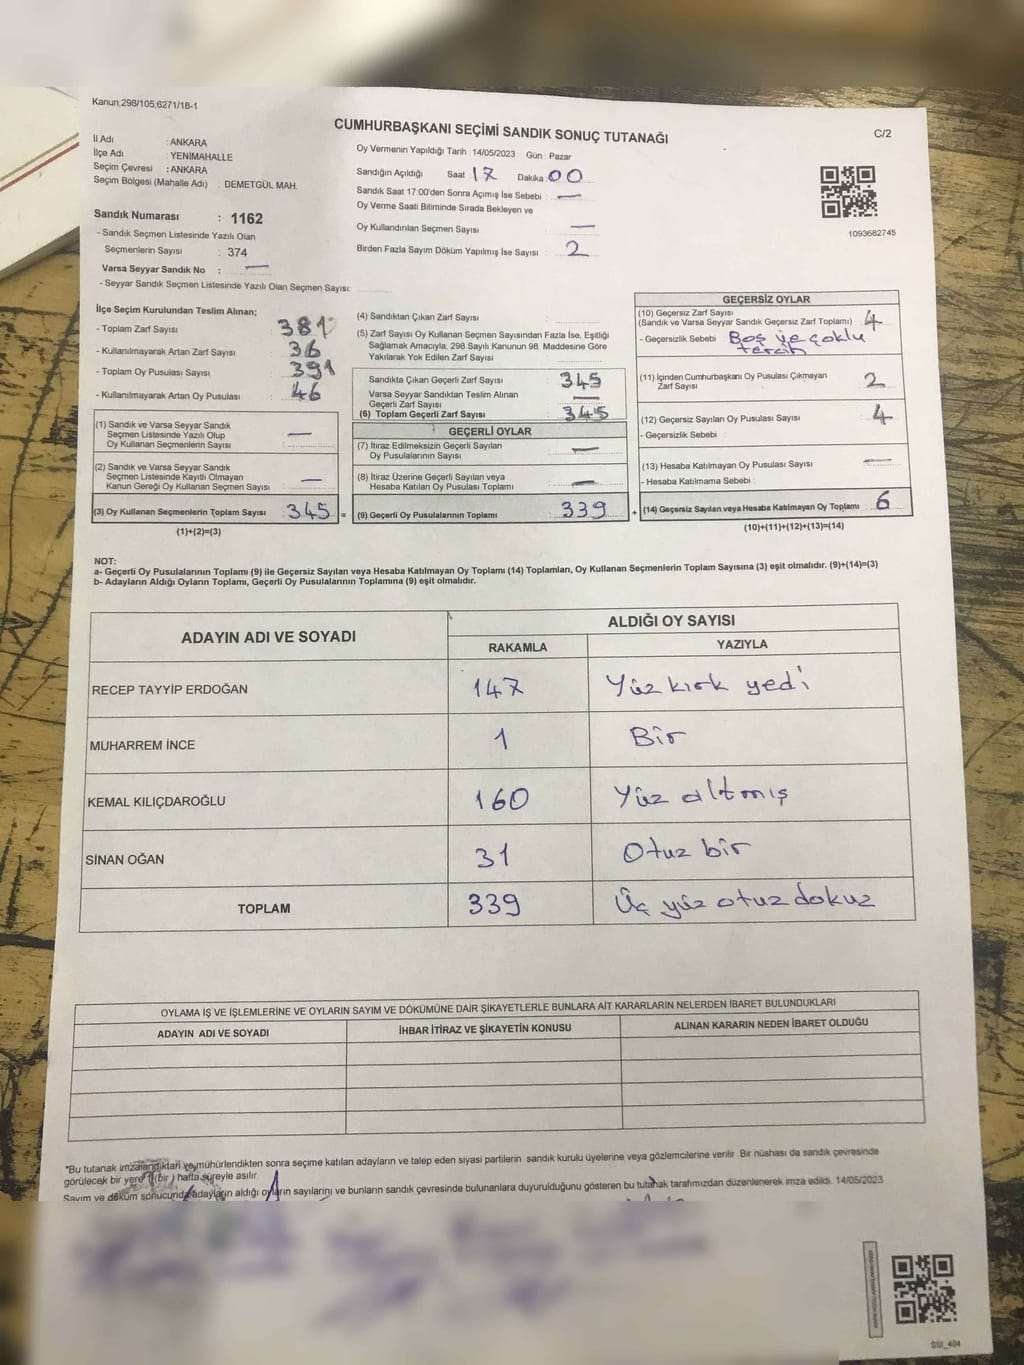 Kanun;298/105;6271/18-1
CUMHURBAŞKANI SEÇİMİ SANDIK SONUÇ TUTANAĞI
C/2
İl Adı : ANKARA
İlçe Adı : YENİMAHALLE
Seçim Çevresi : ANKARA
Seçim Bölgesi (Mahalle Adı) : DEMETGÜL MAH.
Sandık Numarası : 1162
- Sandık Seçmen Listesinde Yazılı Olan
Seçmenlerin Sayısı : 374
Varsa Seyyar Sandık No : —
- Seyyar Sandık Seçmen Listesinde Yazılı Olan Seçmen Sayısı:
Oy Vermenin Yapıldığı Tarih : 14/05/2023 Gün : Pazar
Sandığın Açıldığı Saat 17 Dakika : 00
Sandık Saat 17:00'den Sonra Açımış İse Sebebi : —
Oy Verme Saati Bitiminde Sırada Bekleyen ve
Oy Kullandırılan Seçmen Sayısı —
Birden Fazla Sayım Döküm Yapılmış İse Sayısı : 2
1093682745
İlçe Seçim Kurulundan Teslim Alınan;
- Toplam Zarf Sayısı : 381
- Kullanılmayarak Artan Zarf Sayısı : 36
- Toplam Oy Pusulası Sayısı : 391
- Kullanılmayarak Artan Oy Pusulası : 46
(1) Sandık ve Varsa Seyyar Sandık
Seçmen Listesinde Yazılı Olup
Oy Kullanan Seçmenlerin Sayısı : —
(2) Sandık ve Varsa Seyyar Sandık
Seçmen Listesinde Kayıtlı Olmayan
Kanun Gereği Oy Kullanan Seçmen Sayısı : —
(3) Oy Kullanan Seçmenlerin Toplam Sayısı : 345 =
(1)+(2)=(3)
(4) Sandıktan Çıkan Zarf Sayısı :
(5) Zarf Sayısı Oy Kullanan Seçmen Sayısından Fazla İse, Eşitliği
Sağlamak Amacıyla, 298 Sayılı Kanunun 98. Maddesine Göre
Yakılarak Yok Edilen Zarf Sayısı :
Sandıkta Çıkan Geçerli Zarf Sayısı : 345
Varsa Seyyar Sandıktan Teslim Alınan
Geçerli Zarf Sayısı : —
(6) Toplam Geçerli Zarf Sayısı : 345
GEÇERLİ OYLAR
(7) İtiraz Edilmeksizin Geçerli Sayılan
Oy Pusulalarının Sayısı : —
(8) İtiraz Üzerine Geçerli Sayılan veya
Hesaba Katılan Oy Pusulası Toplamı : —
(9) Geçerli Oy Pusulalarının Toplamı : 339 +
GEÇERSİZ OYLAR
(10) Geçersiz Zarf Sayısı
(Sandık ve Varsa Seyyar Sandık Geçersiz Zarf Toplamı) : 4
- Geçersizlik Sebebi : Boş ve çoklu
tercih
(11) İçinden Cumhurbaşkanı Oy Pusulası Çıkmayan
Zarf Sayısı : 2
(12) Geçersiz Sayılan Oy Pusulası Sayısı : 4
- Geçersizlik Sebebi :
(13) Hesaba Katılmayan Oy Pusulası Sayısı : —
- Hesaba Katılmama Sebebi :
(14) Geçersiz Sayılan veya Hesaba Katılmayan Oy Toplamı : 6
(10)+(11)+(12)+(13)=(14)
NOT:
a- Geçerli Oy Pusulalarının Toplamı (9) ile Geçersiz Sayılan veya Hesaba Katılmayan Oy Toplamı (14) Toplamları, Oy Kullanan Seçmenlerin Toplam Sayısına (3) eşit olmalıdır. (9)+(14)=(3)
b- Adayların Aldığı Oyların Toplamı, Geçerli Oy Pusulalarının Toplamına (9) eşit olmalıdır.
ADAYIN ADI VE SOYADI
ALDIĞI OY SAYISI
RAKAMLA YAZIYLA
RECEP TAYYİP ERDOĞAN 147 Yüz kırk yedi
MUHARREM İNCE 1 Bir
KEMAL KILIÇDAROĞLU 160 Yüz altmış
SİNAN OĞAN 31 Otuz bir
TOPLAM 339 Üç yüz otuz dokuz
OYLAMA İŞ VE İŞLEMLERİNE VE OYLARIN SAYIM VE DÖKÜMÜNE DAİR ŞİKAYETLERLE BUNLARA AİT KARARLARIN NELERDEN İBARET BULUNDUKLARI
ADAYIN ADI VE SOYADI İHBAR İTİRAZ VE ŞİKAYETİN KONUSU ALINAN KARARIN NEDEN İBARET OLDUĞU
*Bu tutanak imzalandıktan ve mühürlendikten sonra seçime katılan adayların ve talep eden siyasi partilerin sandık kurulu üyelerine veya gözlemcilerine verilir. Bir nüshası da sandık çevresinde
görülecek bir yere 1(bir) hafta süreyle asılır.
Sayım ve döküm sonucunda adayların aldığı oyların sayılarını ve bunların sandık çevresinde bulunanlara duyurulduğunu gösteren bu tutanak tarafımızdan düzenlenerek imza edildi. 14/05/2023